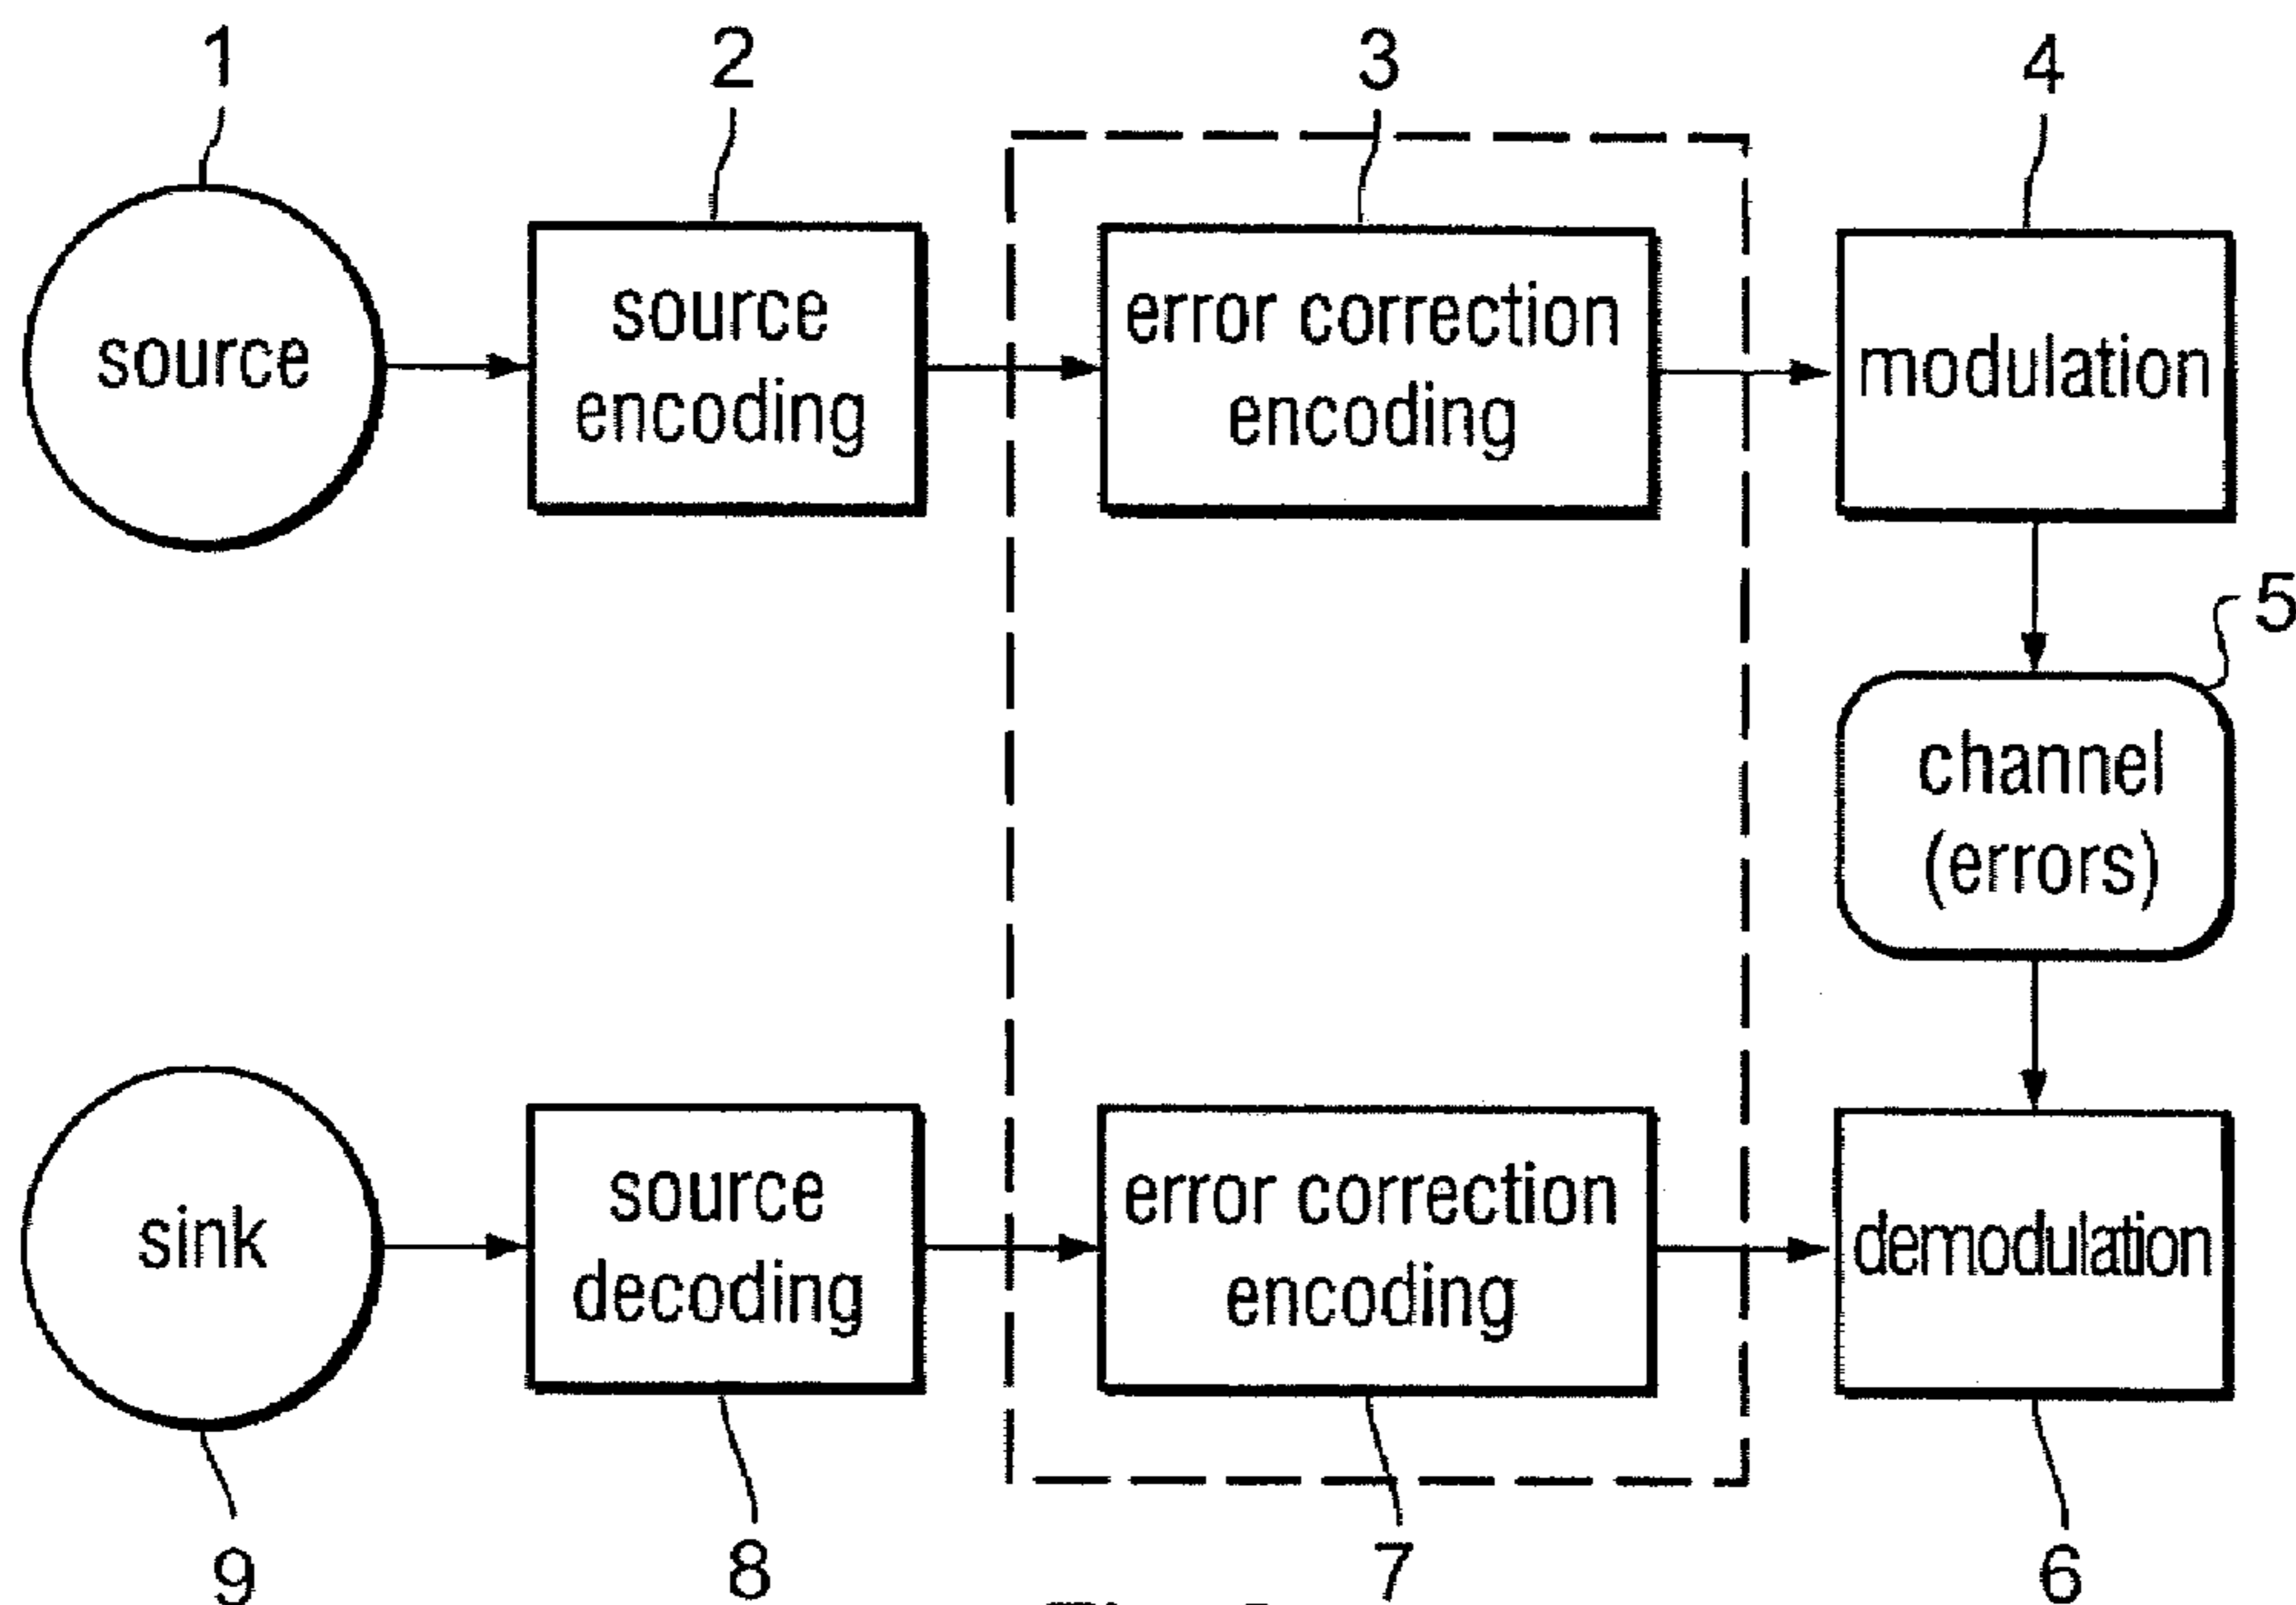 1
2
3
4
source
source
encoding
error correction
encoding
modulation
5
channel
(errors)
sink
source
decoding
error correction
encoding
demodulation
9
8
7
6